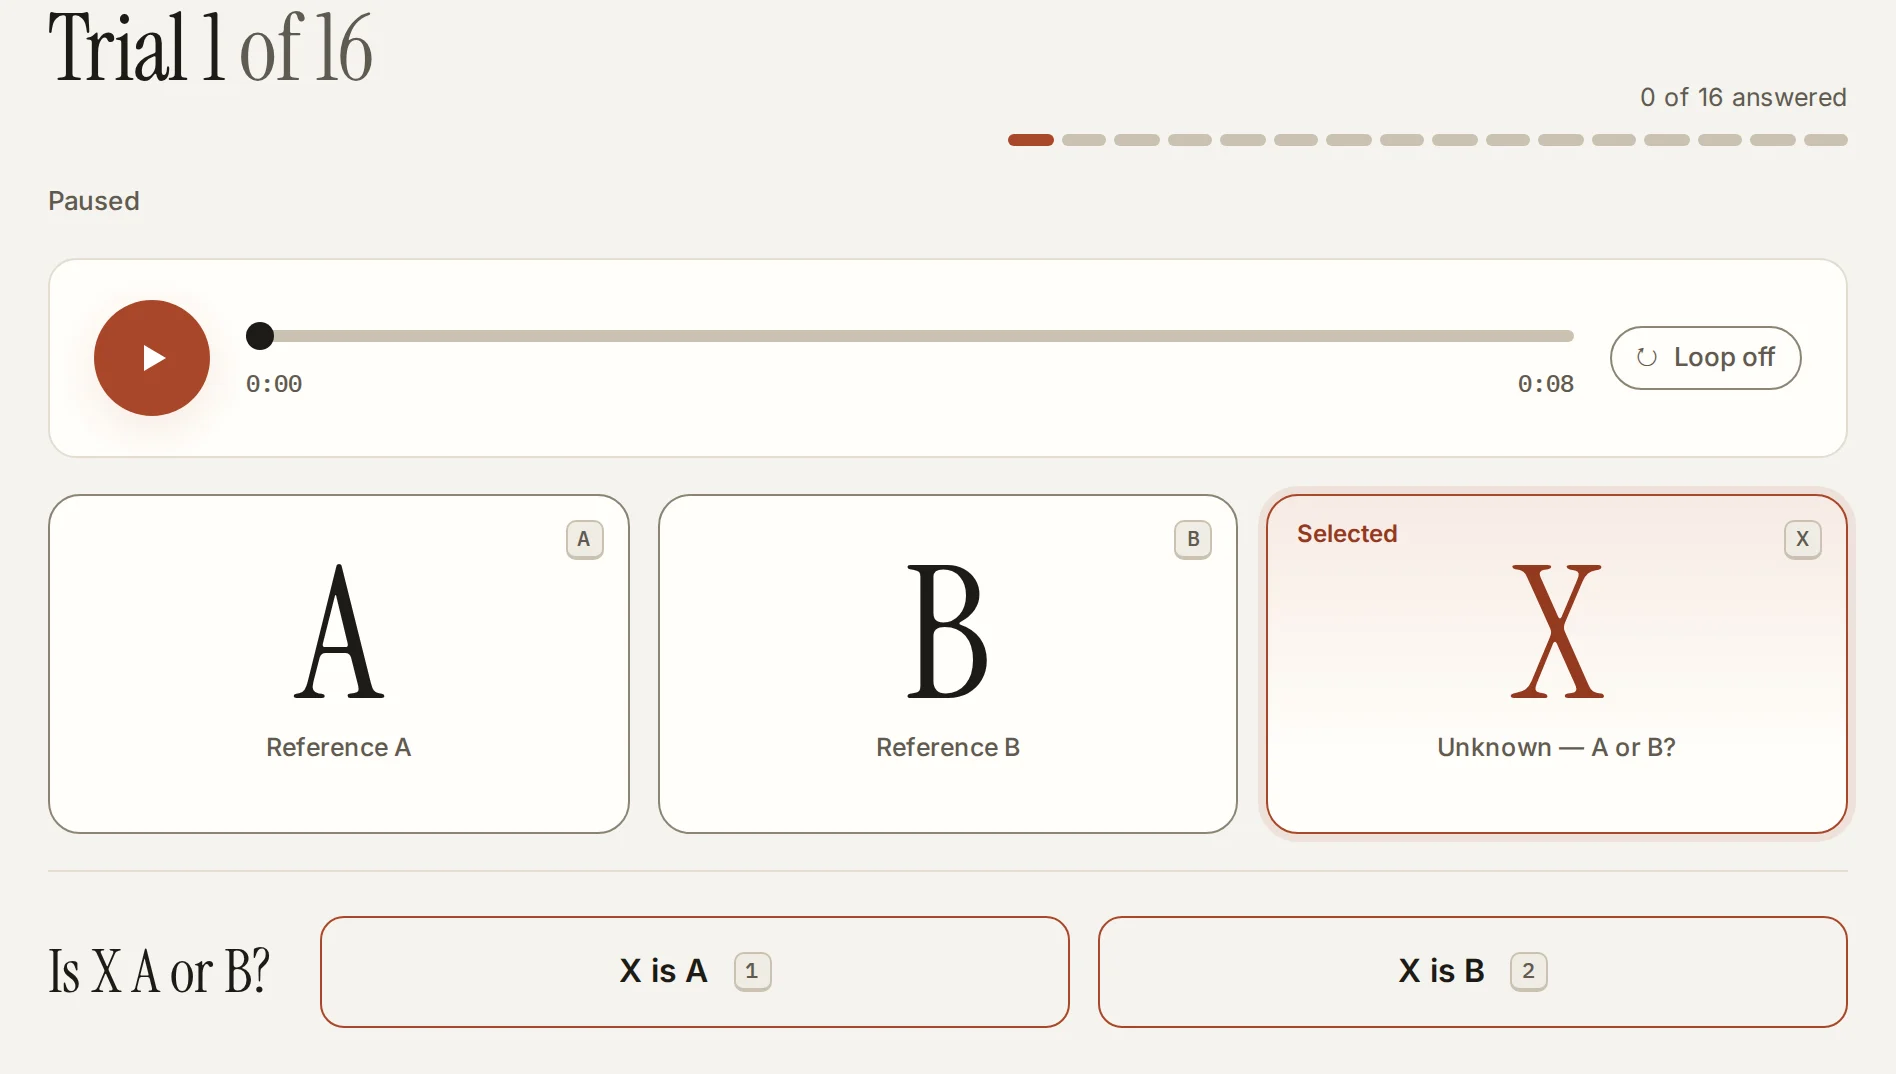 Trial 1 of 16
0 of 16 answered
Paused
0:00
0:08
Loop off
A
A
Reference A
B
B
Reference B
Selected
X
X
Unknown — A or B?
Is X A or B?
X is A 1
X is B 2